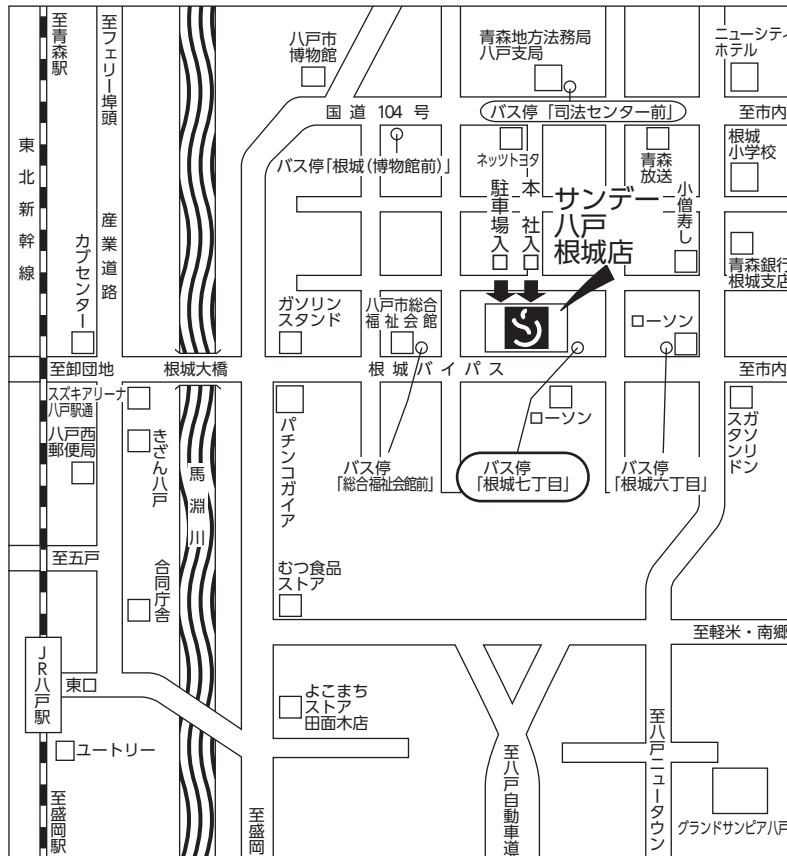 至青森駅
至フェリー埠頭
八戸市
博物館
青森地方法務局
八戸支局
ニューシティ
ホテル
国道104号
バス停「司法センター前」
至市内
バス停「根城(博物館前)」
ネッツトヨタ
青森
放送
根城
小学校
東北新幹線
産業道路
カブセンター
駐車場入口
本社入口
サンデー
八戸
根城店
小僧寿し
青森銀行
根城支店
ガソリン
スタンド
八戸市総合
福祉会館
ローソン
至卸団地
根城大橋
根城バイパス
至市内
スズキアリーナ
八戸駅通
八戸西
郵便局
きざん八戸
馬淵川
パチンコガイア
ローソン
ガソリン
スタンド
バス停
「総合福祉会館前」
バス停
「根城七丁目」
バス停
「根城六丁目」
至五戸
合同庁舎
むつ食品
ストア
至軽米・南郷
JR八戸駅
東口
よこまち
ストア
田面木店
ユートリー
至盛岡駅
至盛岡
至八戸自動車道
至八戸ニュータウン
グランドサンピア八戸